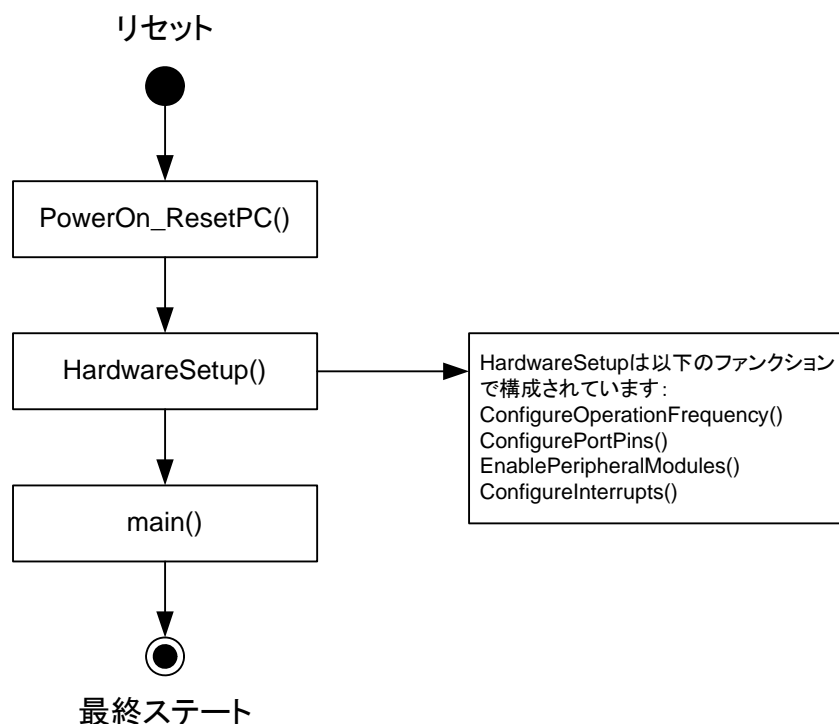 リセット
PowerOn_ResetPC()
HardwareSetup()
HardwareSetupは以下のファンクション
で構成されています:
ConfigureOperationFrequency()
ConfigurePortPins()
EnablePeripheralModules()
ConfigureInterrupts()
main()
最終ステート